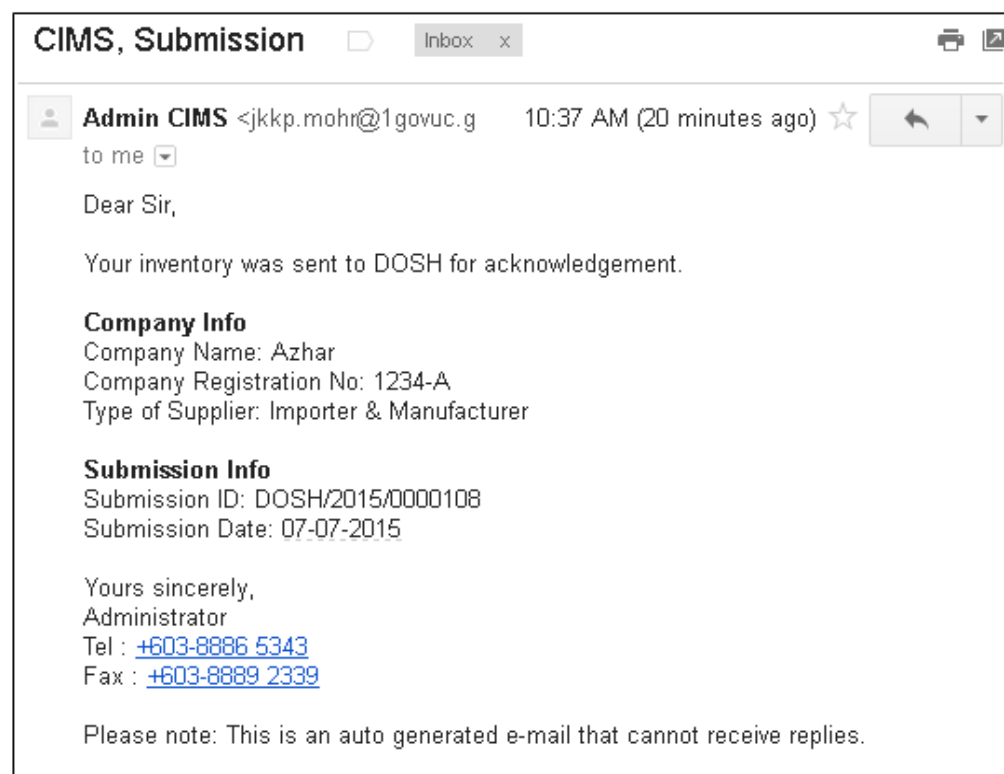 CIMS, Submission Inbox x
Admin CIMS <jkkp.mohr@1govuc.g 10:37 AM (20 minutes ago)
to me
Dear Sir,
Your inventory was sent to DOSH for acknowledgement.
Company Info
Company Name: Azhar
Company Registration No: 1234-A
Type of Supplier: Importer & Manufacturer
Submission Info
Submission ID: DOSH/2015/0000108
Submission Date: 07-07-2015
Yours sincerely,
Administrator
Tel : +603-8886 5343
Fax : +603-8889 2339
Please note: This is an auto generated e-mail that cannot receive replies.